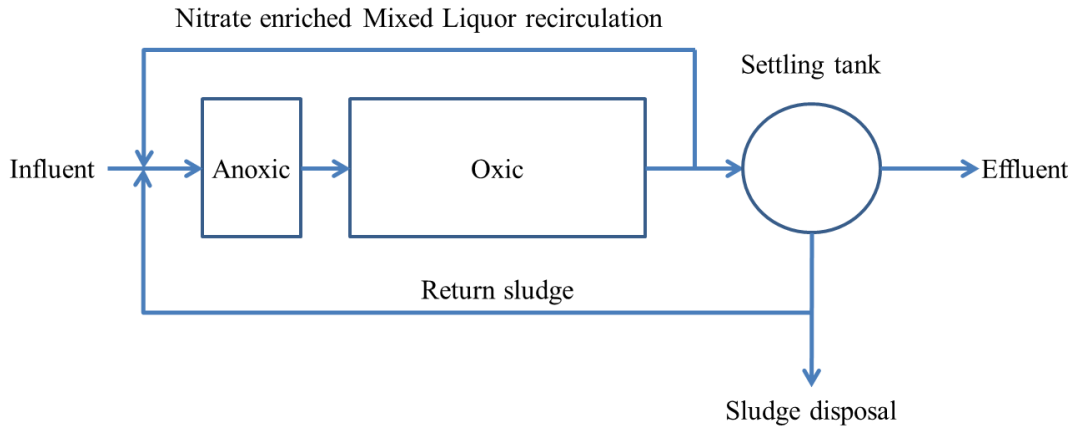 Nitrate enriched Mixed Liquor recirculation
Settling tank
Influent
Anoxic
Oxic
Effluent
Return sludge
Sludge disposal